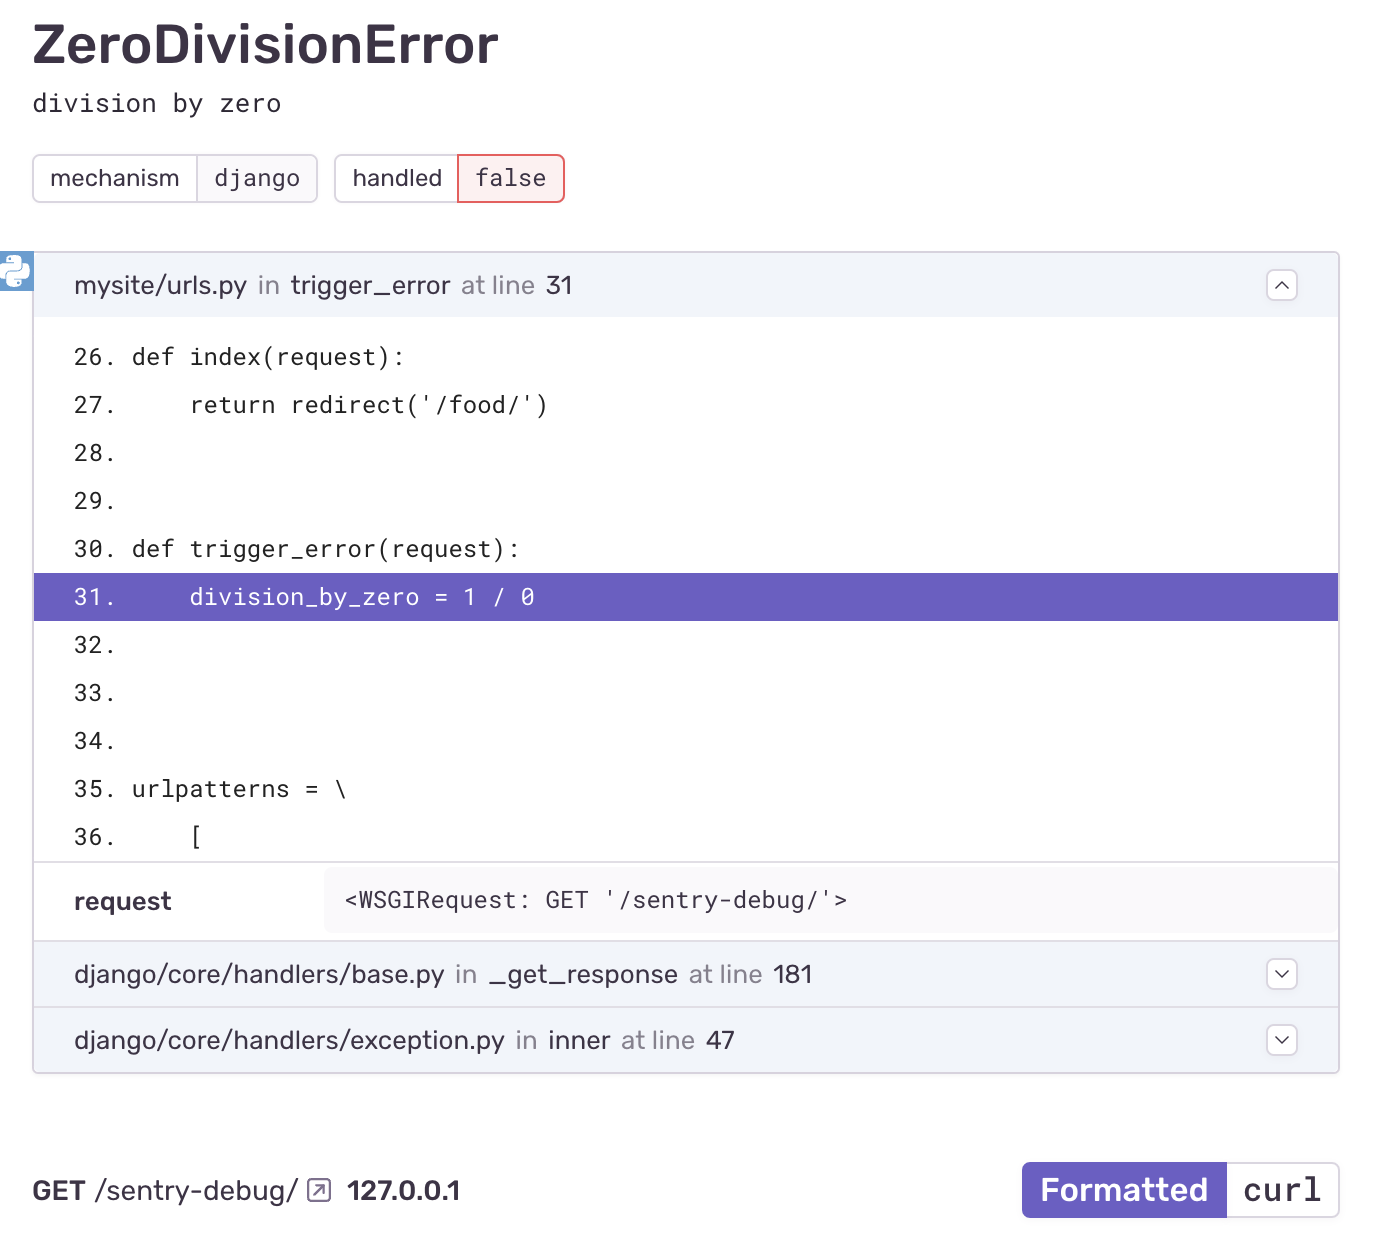 ZeroDivisionError
division by zero
mechanism django handled false
mysite/urls.py in trigger_error at line 31
26. def index(request):
27.     return redirect('/food/')
28.
29.
30. def trigger_error(request):
31.     division_by_zero = 1 / 0
32.
33.
34.
35. urlpatterns = \
36.     [
request <WSGIRequest: GET '/sentry-debug/'>
django/core/handlers/base.py in _get_response at line 181
django/core/handlers/exception.py in inner at line 47
GET /sentry-debug/ 127.0.0.1 Formatted curl